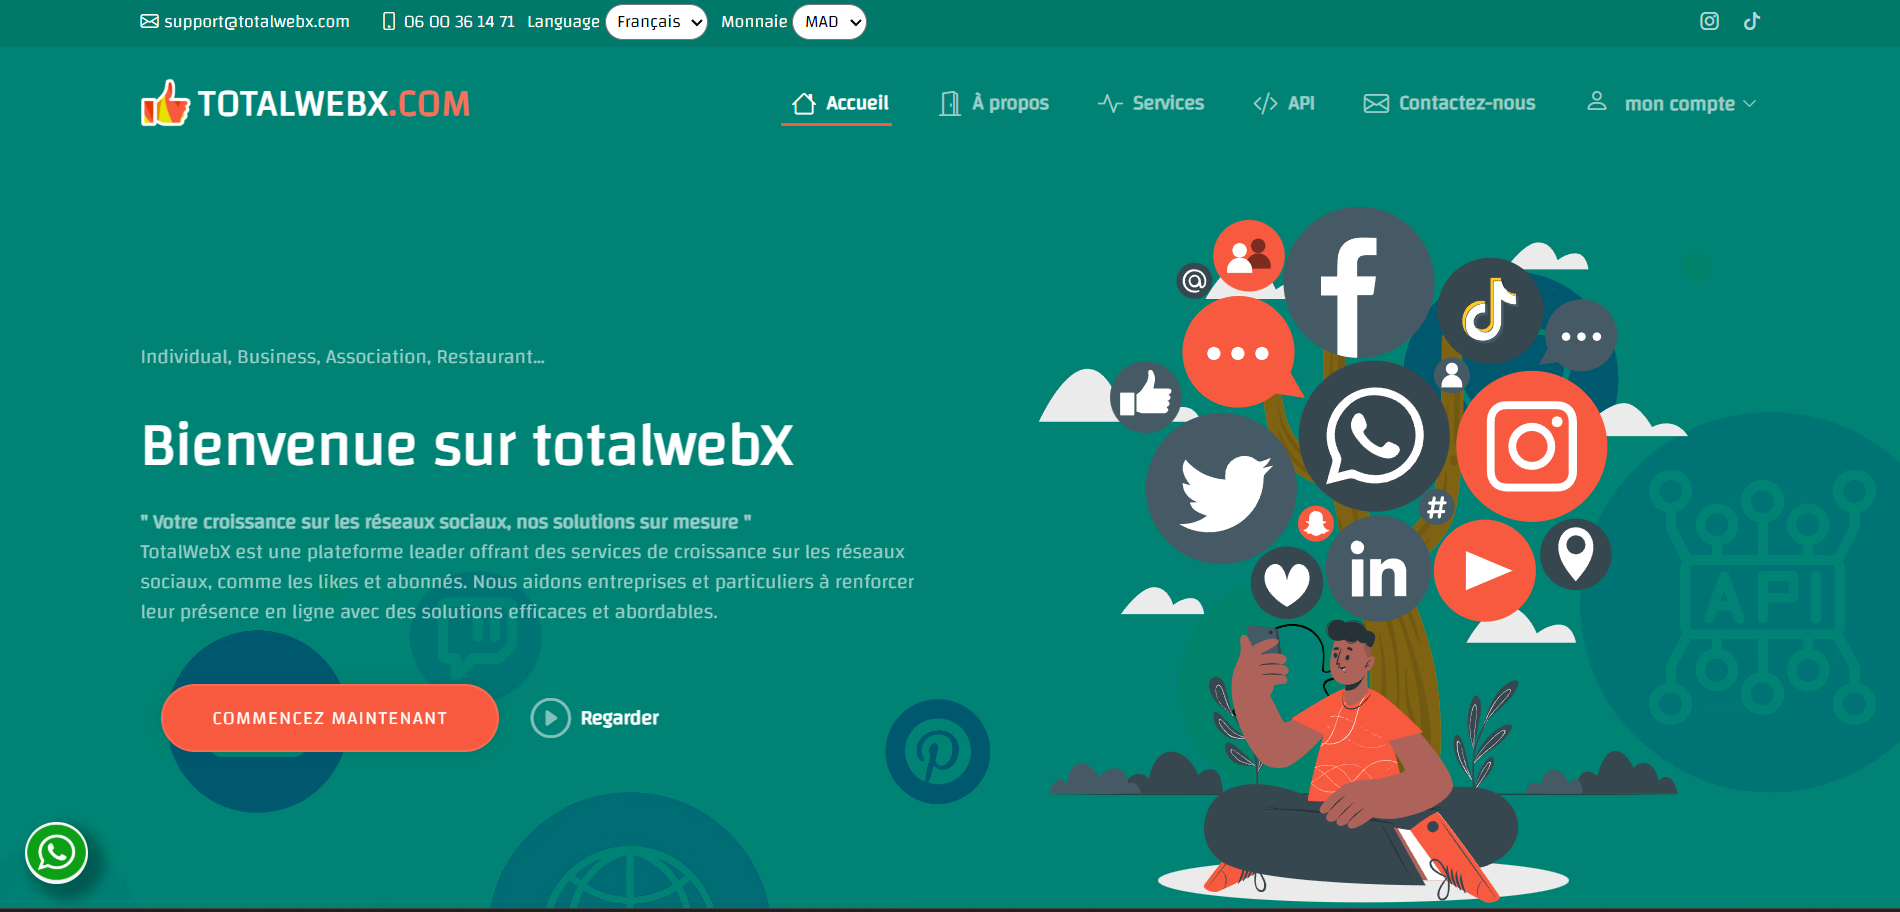 support@totalwebx.com 06 00 36 14 71 Language Français Monnaie MAD
TOTALWEBX.COM
Accueil À propos Services API Contactez-nous mon compte
Individual, Business, Association, Restaurant...
Bienvenue sur totalwebX
" Votre croissance sur les réseaux sociaux, nos solutions sur mesure "
TotalWebX est une plateforme leader offrant des services de croissance sur les réseaux
sociaux, comme les likes et abonnés. Nous aidons entreprises et particuliers à renforcer
leur présence en ligne avec des solutions efficaces et abordables.
COMMENCEZ MAINTENANT Regarder
@
#
in
API